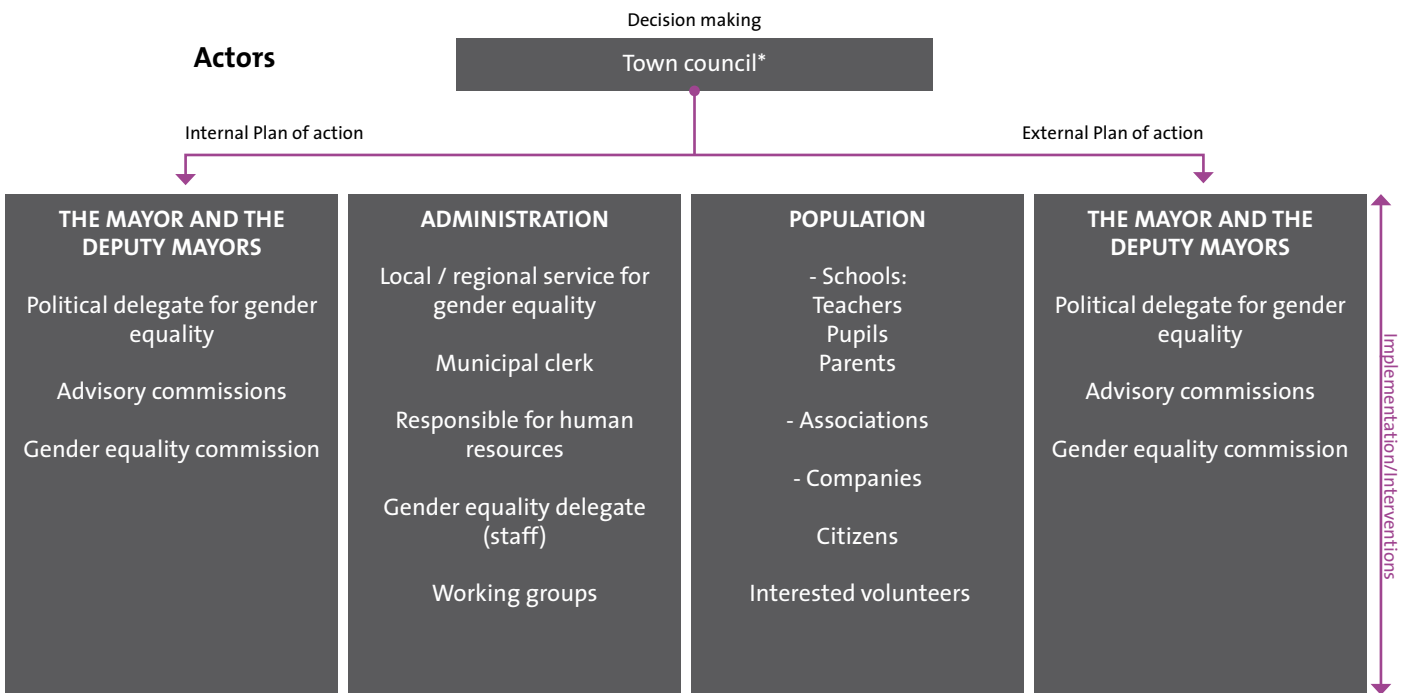 Decision making
Actors
Town council*
Internal Plan of action
External Plan of action
THE MAYOR AND THE
DEPUTY MAYORS
Political delegate for gender
equality
Advisory commissions
Gender equality commission
ADMINISTRATION
Local / regional service for
gender equality
Municipal clerk
Responsible for human
resources
Gender equality delegate
(staff)
Working groups
POPULATION
- Schools:
Teachers
Pupils
Parents
- Associations
- Companies
Citizens
Interested volunteers
THE MAYOR AND THE
DEPUTY MAYORS
Political delegate for gender
equality
Advisory commissions
Gender equality commission
Implementation/Interventions